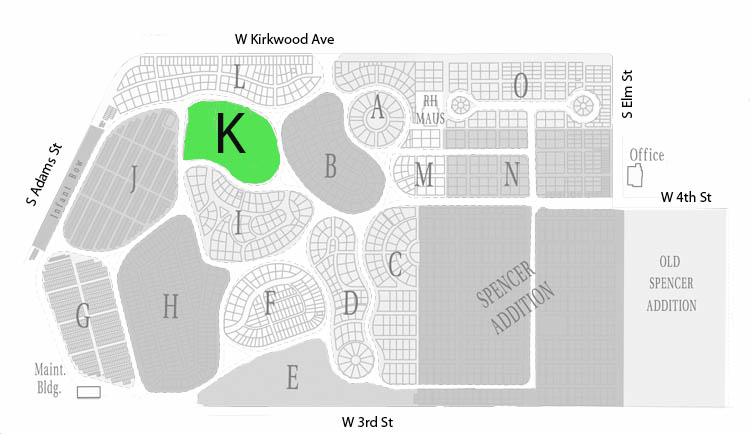 W Kirkwood Ave
L
O
S Elm St
A
RH
MAUS
K
B
J
S Adams St
Infant Row
Office
M
N
W 4th St
I
C
OLD
SPENCER
ADDITION
SPENCER
ADDITION
G
H
F
D
Maint.
Bldg.
E
W 3rd St